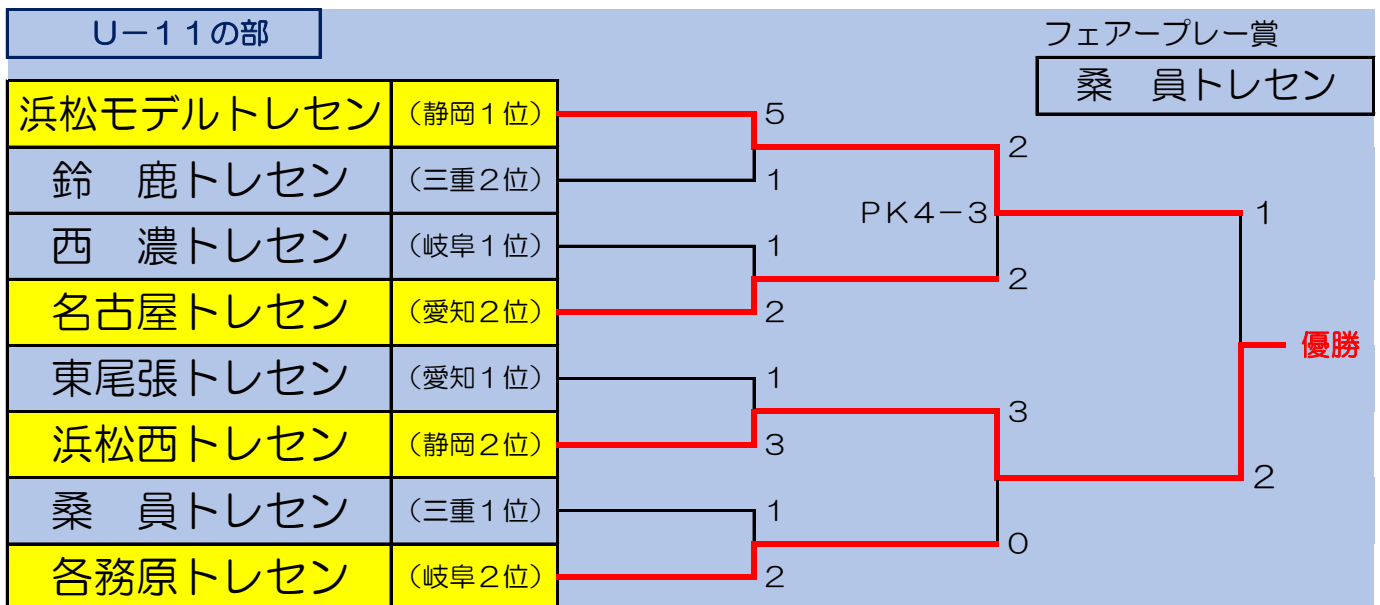 U－11の部
フェアープレー賞
桑　員トレセン
浜松モデルトレセン （静岡1位） 5
2
鈴　鹿トレセン （三重2位） 1
PK4－3 1
西　濃トレセン （岐阜1位） 1
2
名古屋トレセン （愛知2位） 2
優勝
東尾張トレセン （愛知1位） 1
3
浜松西トレセン （静岡2位） 3
2
桑　員トレセン （三重1位） 1
0
各務原トレセン （岐阜2位） 2